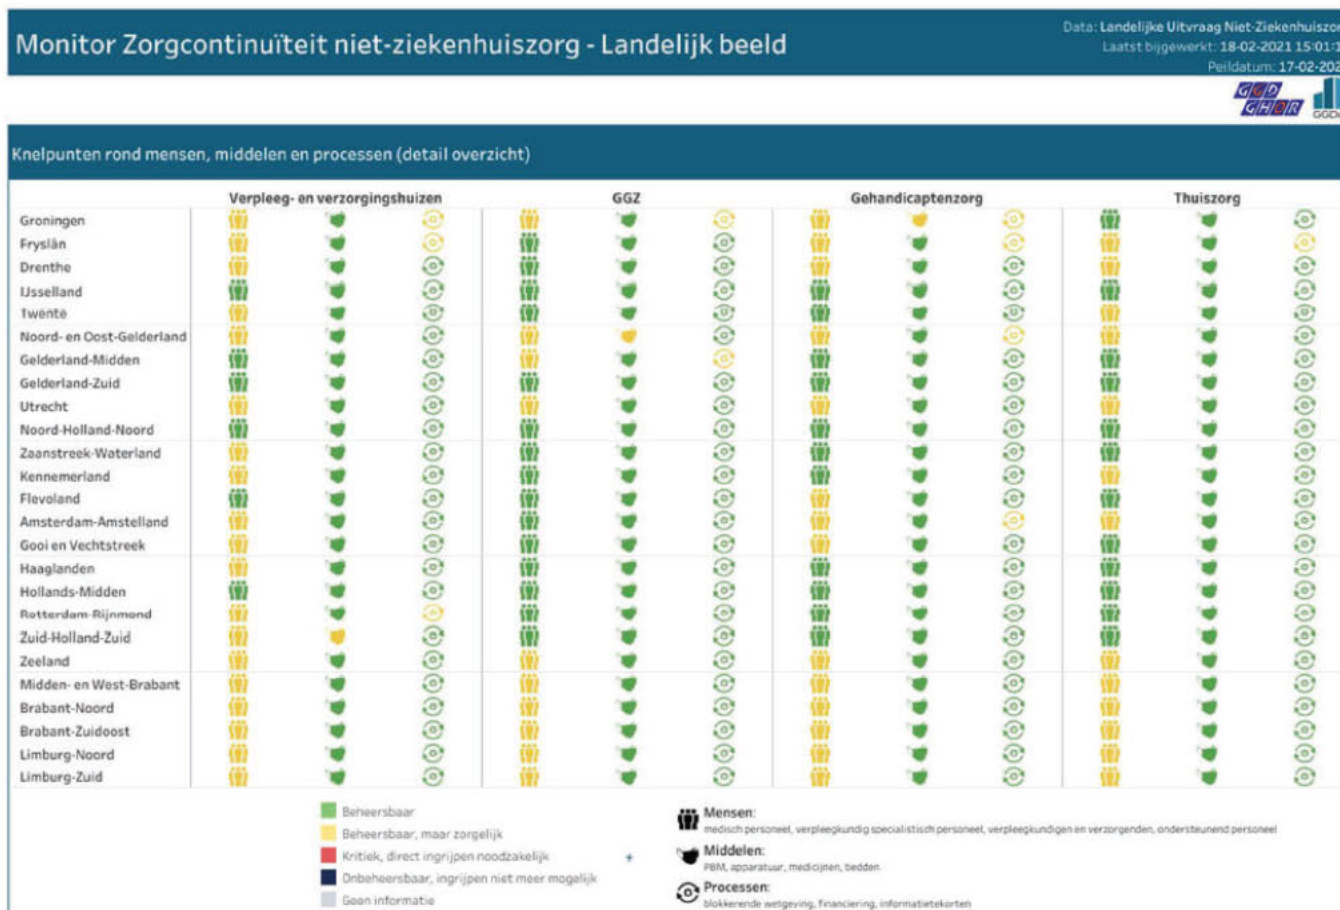 Monitor Zorgcontinuïteit niet-ziekenhuiszorg - Landelijk beeld
Data: Landelijke Uitvraag Niet-Ziekenhuiszor
Laatst bijgewerkt: 18-02-2021 15:01:1
Peildatum: 17-02-202
GGD
GHOR
Knelpunten rond mensen, middelen en processen (detail overzicht)
Verpleeg- en verzorgingshuizen GGZ Gehandicaptenzorg Thuiszorg
Groningen
Fryslân
Drenthe
IJsselland
Twente
Noord- en Oost-Gelderland
Gelderland-Midden
Gelderland-Zuid
Utrecht
Noord-Holland-Noord
Zaanstreek-Waterland
Kennemerland
Flevoland
Amsterdam-Amstelland
Gooi en Vechtstreek
Haaglanden
Hollands-Midden
Rotterdam-Rijnmond
Zuid-Holland-Zuid
Zeeland
Midden- en West-Brabant
Brabant-Noord
Brabant-Zuidoost
Limburg-Noord
Limburg-Zuid
Beheersbaar
Beheersbaar, maar zorgelijk
Kritiek, direct ingrijpen noodzakelijk
+
Onbeheersbaar, ingrijpen niet meer mogelijk
Geen informatie
Mensen:
medisch personeel, verpleegkundig specialistisch personeel, verpleegkundigen en verzorgenden, ondersteunend personeel
Middelen:
PBM, apparatuur, medicijnen, bedden
Processen:
blokkerende wetgeving, financiering, informatietekorten